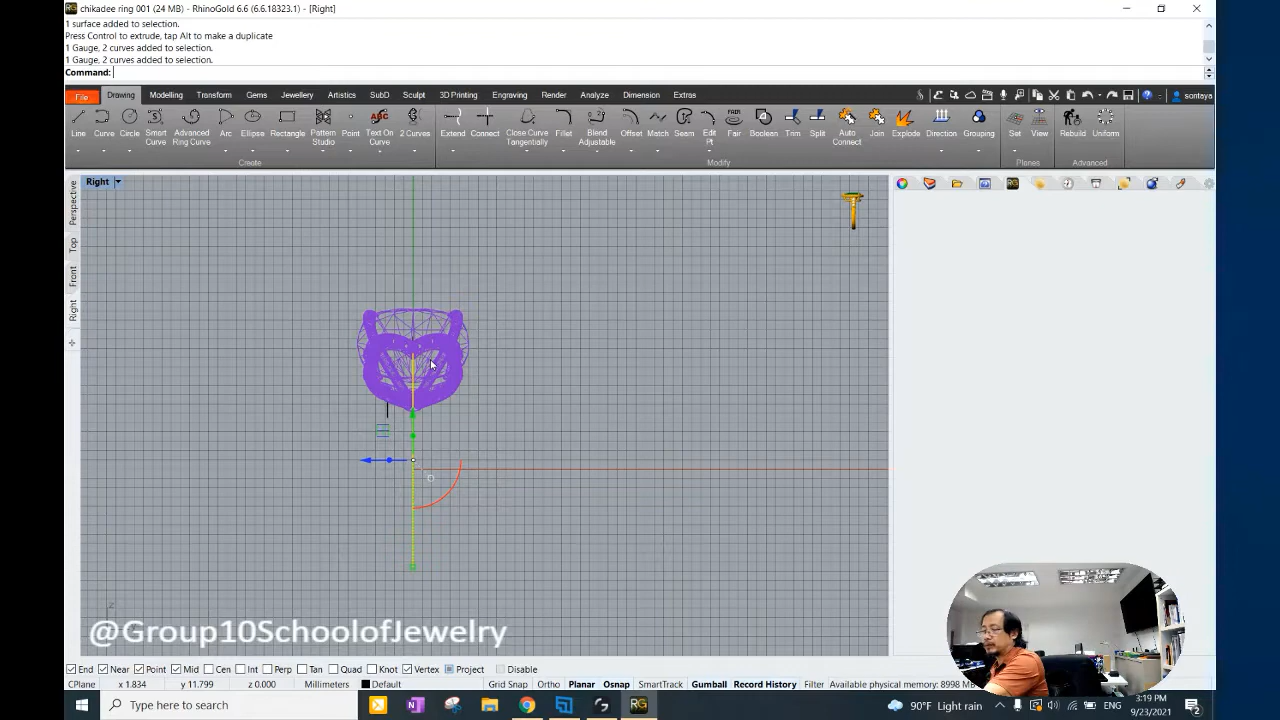 chikadee ring 001 (24 MB) - RhinoGold 6.6 (6.6.18323.1) - [Right]
1 surface added to selection.
Press Control to extrude, tap Alt to make a duplicate
1 Gauge, 2 curves added to selection.
1 Gauge, 2 curves added to selection.
Command:
File Drawing Modelling Transform Gems Jewellery Artistics SubD Sculpt 3D Printing Engraving Render Analyze Dimension Extras sontaya
Line Curve Circle Smart Curve Advanced Ring Curve Arc Ellipse Rectangle Pattern Studio Point Text On Curve 2 Curves Extend Connect Close Curve Tangentially Fillet Blend Adjustable Offset Match Seam Edit Pt Fair Boolean Trim Split Auto Connect Join Explode Direction Grouping Set View Rebuild Uniform
Create Modify Planes Advanced
Right
Perspective
Top
Front
Right
z
@Group10SchoolofJewelry
End Near Point Mid Cen Int Perp Tan Quad Knot Vertex Project Disable
CPlane x 1.834 y 11.799 z 0.000 Millimeters Default Grid Snap Ortho Planar Osnap SmartTrack Gumball Record History Filter Available physical memory: 8998 MB
Type here to search 90°F Light rain ENG 3:19 PM
9/23/2021 2